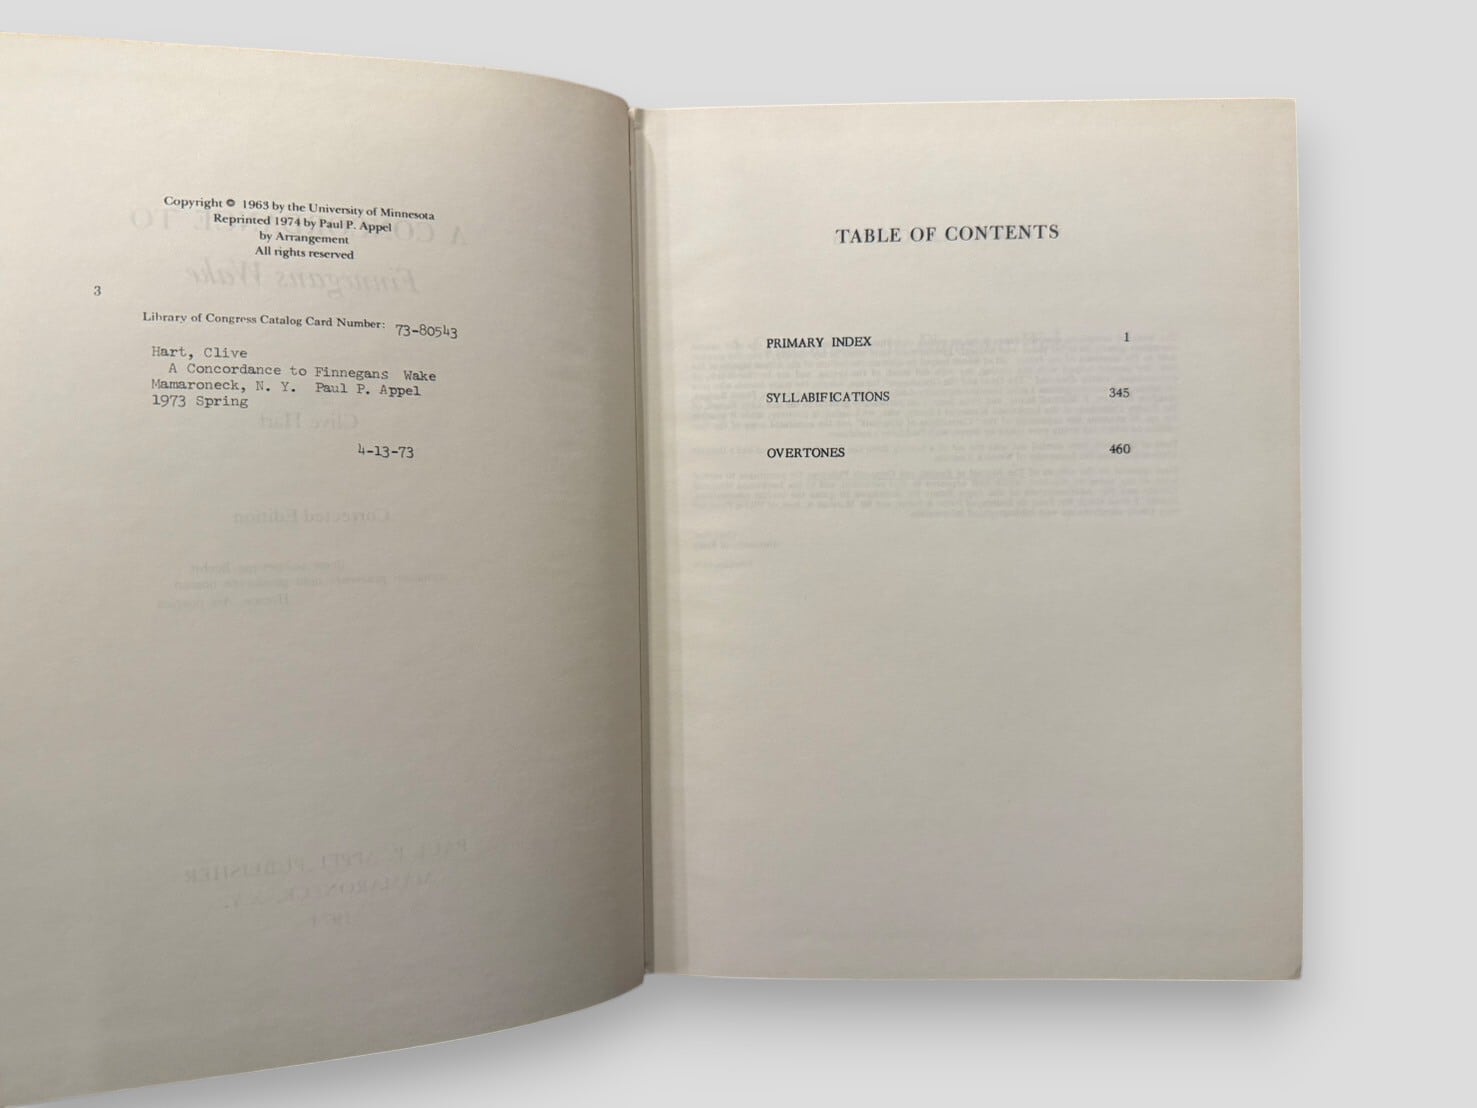 Copyright © 1963 by the University of Minnesota
Reprinted 1974 by Paul P. Appel
by Arrangement
All rights reserved
3
Library of Congress Catalog Card Number: 73-80543
Hart, Clive
A Concordance to Finnegans Wake
Mamaroneck, N. Y. Paul P. Appel
1973 Spring
4-13-73
TABLE OF CONTENTS
PRIMARY INDEX 1
SYLLABIFICATIONS 345
OVERTONES 460